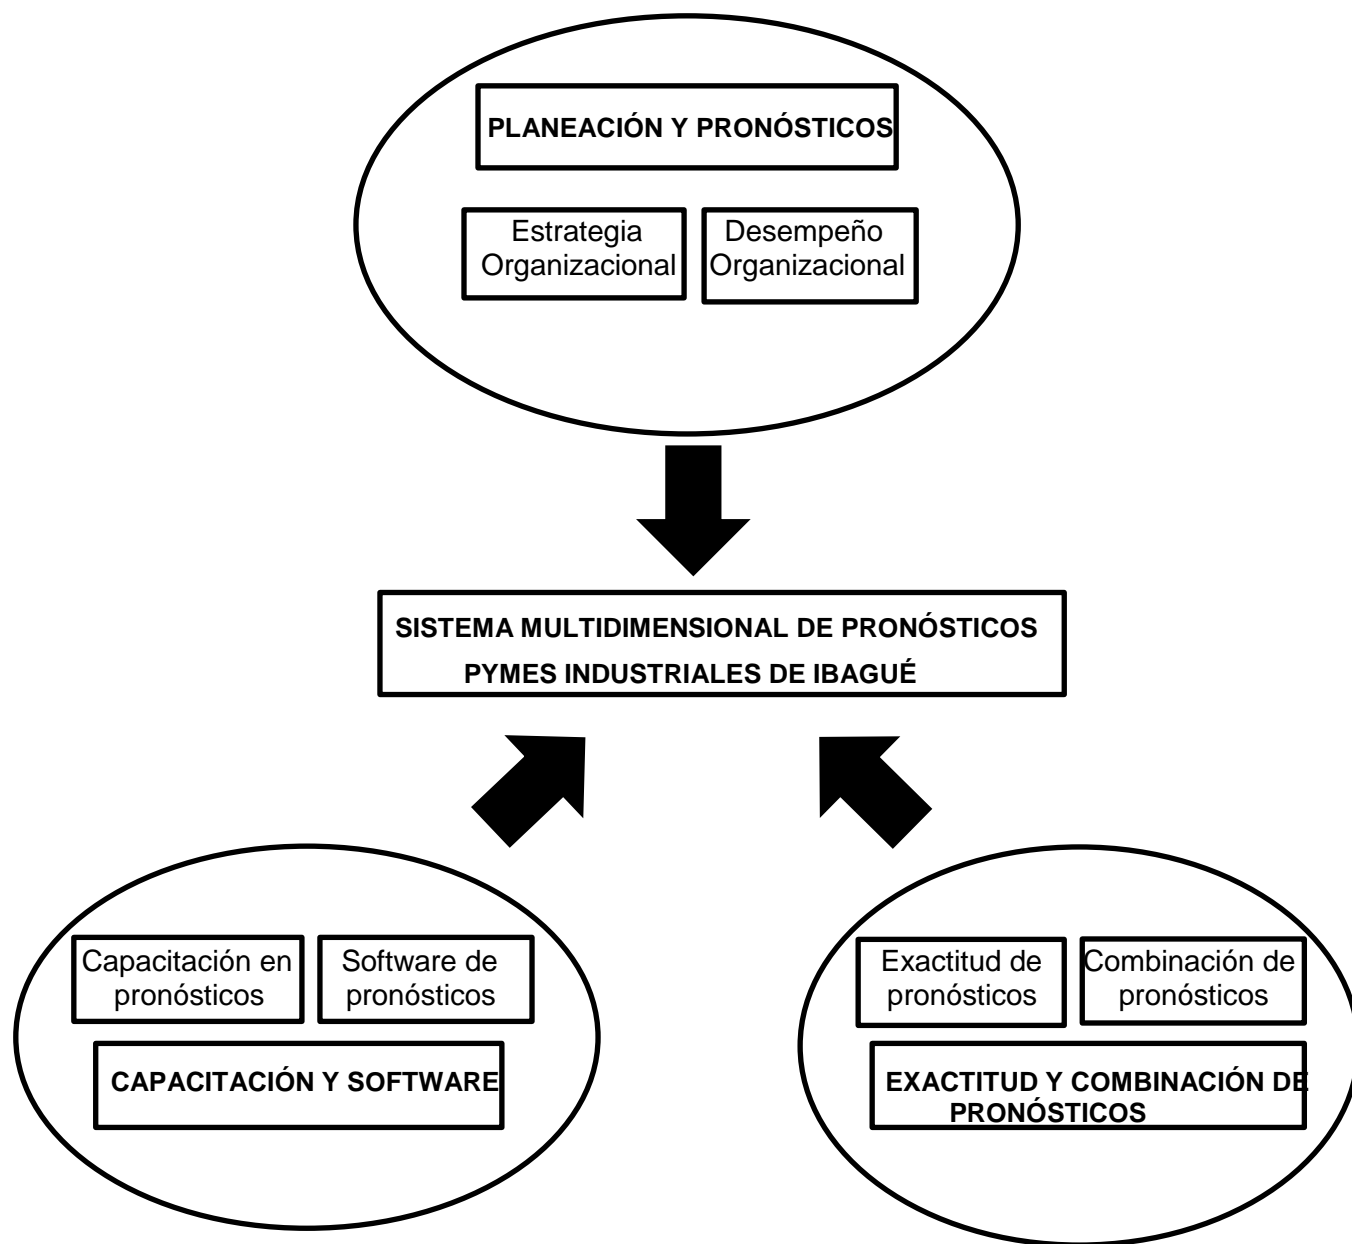 PLANEACIÓN Y PRONÓSTICOS
Estrategia
Organizacional
Desempeño
Organizacional
SISTEMA MULTIDIMENSIONAL DE PRONÓSTICOS
PYMES INDUSTRIALES DE IBAGUÉ
Capacitación en
pronósticos
Software de
pronósticos
CAPACITACIÓN Y SOFTWARE
Exactitud de
pronósticos
Combinación de
pronósticos
EXACTITUD Y COMBINACIÓN DE
PRONÓSTICOS